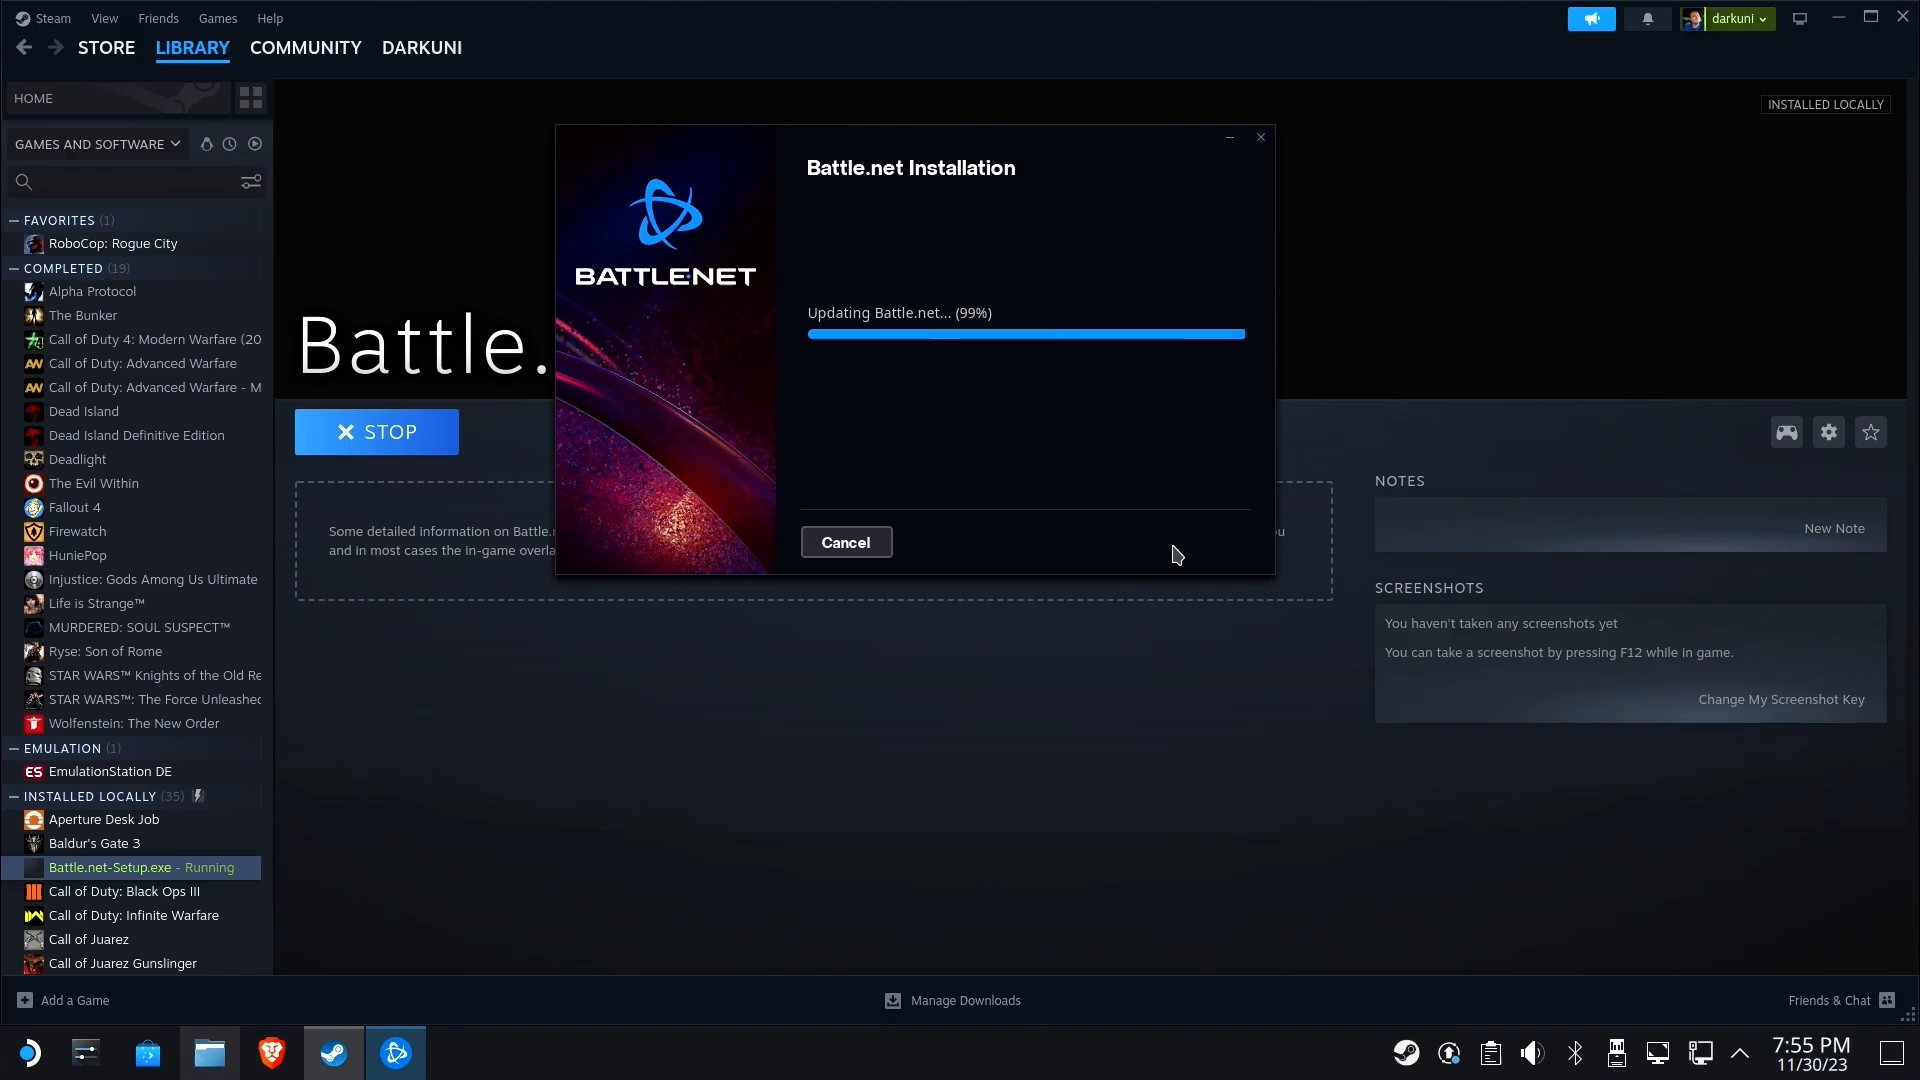 Steam View Friends Games Help
darkuni
STORE LIBRARY COMMUNITY DARKUNI
HOME
INSTALLED LOCALLY
GAMES AND SOFTWARE
FAVORITES (1)
RoboCop: Rogue City
COMPLETED (19)
Alpha Protocol
The Bunker
Call of Duty 4: Modern Warfare (20
Call of Duty: Advanced Warfare
Call of Duty: Advanced Warfare - M
Dead Island
Dead Island Definitive Edition
Deadlight
The Evil Within
Fallout 4
Firewatch
HuniePop
Injustice: Gods Among Us Ultimate
Life is Strange™
MURDERED: SOUL SUSPECT™
Ryse: Son of Rome
STAR WARS™ Knights of the Old Re
STAR WARS™: The Force Unleashed
Wolfenstein: The New Order
EMULATION (1)
ES EmulationStation DE
INSTALLED LOCALLY (35)
Aperture Desk Job
Baldur's Gate 3
Battle.net-Setup.exe - Running
Call of Duty: Black Ops III
Call of Duty: Infinite Warfare
Call of Juarez
Call of Juarez Gunslinger
Battle.
STOP
Some detailed information on Battle.
and in most cases the in-game overla
BATTLE.NET
Battle.net Installation
Updating Battle.net... (99%)
Cancel
NOTES
New Note
SCREENSHOTS
You haven't taken any screenshots yet
You can take a screenshot by pressing F12 while in game.
Change My Screenshot Key
Add a Game
Manage Downloads
Friends & Chat
7:55 PM
11/30/23